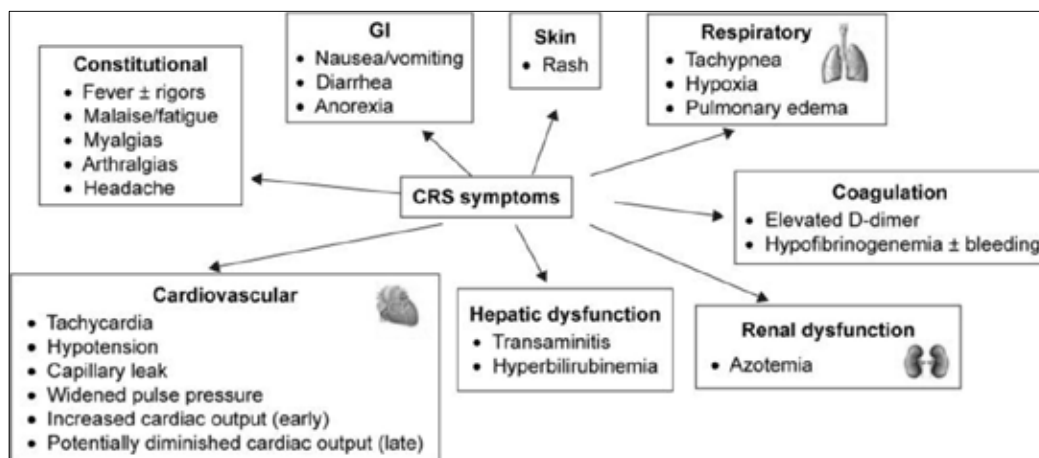 Constitutional
• Fever ± rigors
• Malaise/fatigue
• Myalgias
• Arthralgias
• Headache
GI
• Nausea/vomiting
• Diarrhea
• Anorexia
Skin
• Rash
Respiratory
• Tachypnea
• Hypoxia
• Pulmonary edema
CRS symptoms
Coagulation
• Elevated D-dimer
• Hypofibrinogenemia ± bleeding
Cardiovascular
• Tachycardia
• Hypotension
• Capillary leak
• Widened pulse pressure
• Increased cardiac output (early)
• Potentially diminished cardiac output (late)
Hepatic dysfunction
• Transaminitis
• Hyperbilirubinemia
Renal dysfunction
• Azotemia